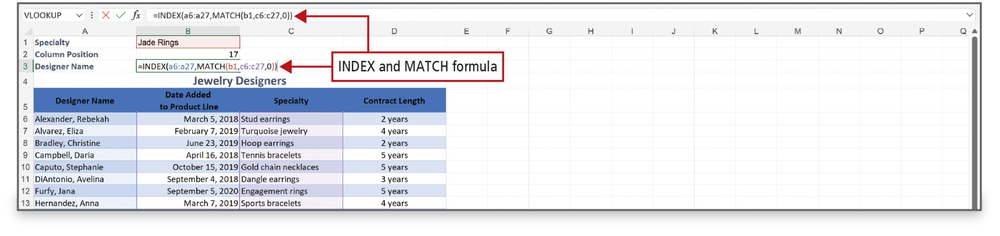 VLOOKUP =INDEX(a6:a27,MATCH(b1,c6:c27,0))
A B C D E F G H I J K L M N O P Q
1 Specialty Jade Rings
2 Column Position 17
3 Designer Name =INDEX(a6:a27,MATCH(b1,c6:c27,0))
INDEX and MATCH formula
4 Jewelry Designers
5 Designer Name Date Added to Product Line Specialty Contract Length
6 Alexander, Rebekah March 5, 2018 Stud earrings 2 years
7 Alvarez, Eliza February 7, 2019 Turquoise jewelry 4 years
8 Bradley, Christine June 23, 2019 Hoop earrings 2 years
9 Campbell, Daria April 16, 2018 Tennis bracelets 5 years
10 Caputo, Stephanie October 15, 2019 Gold chain necklaces 5 years
11 DiAntonio, Avelina September 4, 2018 Dangle earrings 3 years
12 Furfy, Jana September 5, 2020 Engagement rings 5 years
13 Hernandez, Anna March 7, 2019 Sports bracelets 4 years